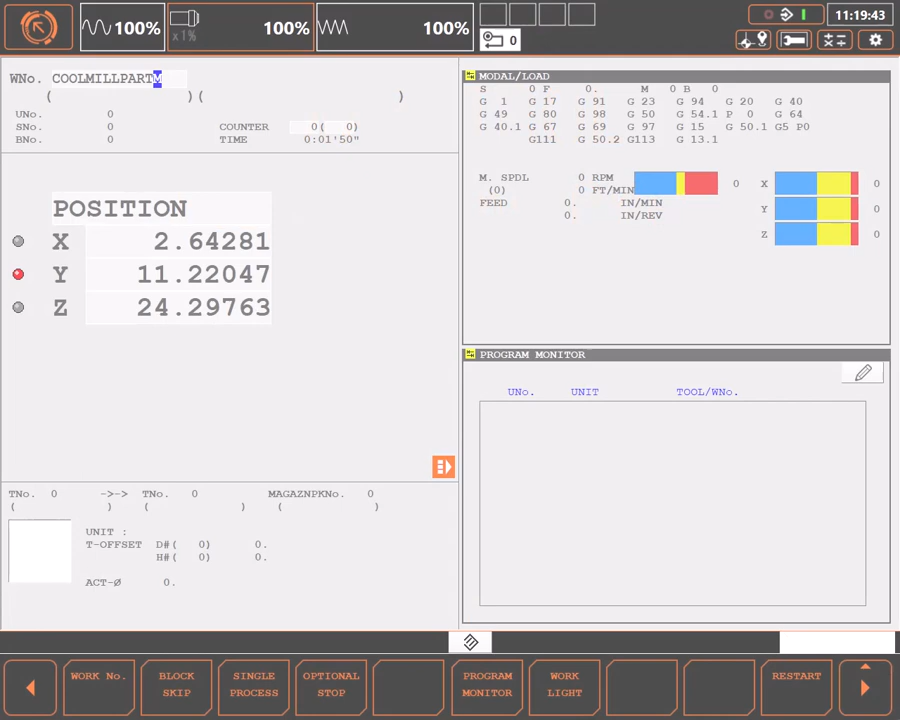 100%
x1%
100%
100%
11:19:43
0
WNo. COOLMILLPARTM
( )( )
UNo. 0
SNo. 0
BNo. 0
COUNTER 0( 0)
TIME 0:01'50"
POSITION
X 2.64281
Y 11.22047
Z 24.29763
TNo. 0 ->-> TNo. 0 MAGAZNPKNo. 0
( ) ( ) ( )
UNIT :
T-OFFSET D#( 0) 0.
H#( 0) 0.
ACT-Ø 0.
MODAL/LOAD
S 0 F 0. M 0 B 0
G 1 G 17 G 91 G 23 G 94 G 20 G 40
G 49 G 80 G 98 G 50 G 54.1 P 0 G 64
G 40.1 G 67 G 69 G 97 G 15 G 50.1 G5 P0
G111 G 50.2 G113 G 13.1
M. SPDL 0 RPM 0 X 0
(0) 0 FT/MIN
FEED 0. IN/MIN Y 0
0. IN/REV
Z 0
PROGRAM MONITOR
UNo. UNIT TOOL/WNo.
WORK No.
BLOCK SKIP
SINGLE PROCESS
OPTIONAL STOP
PROGRAM MONITOR
WORK LIGHT
RESTART